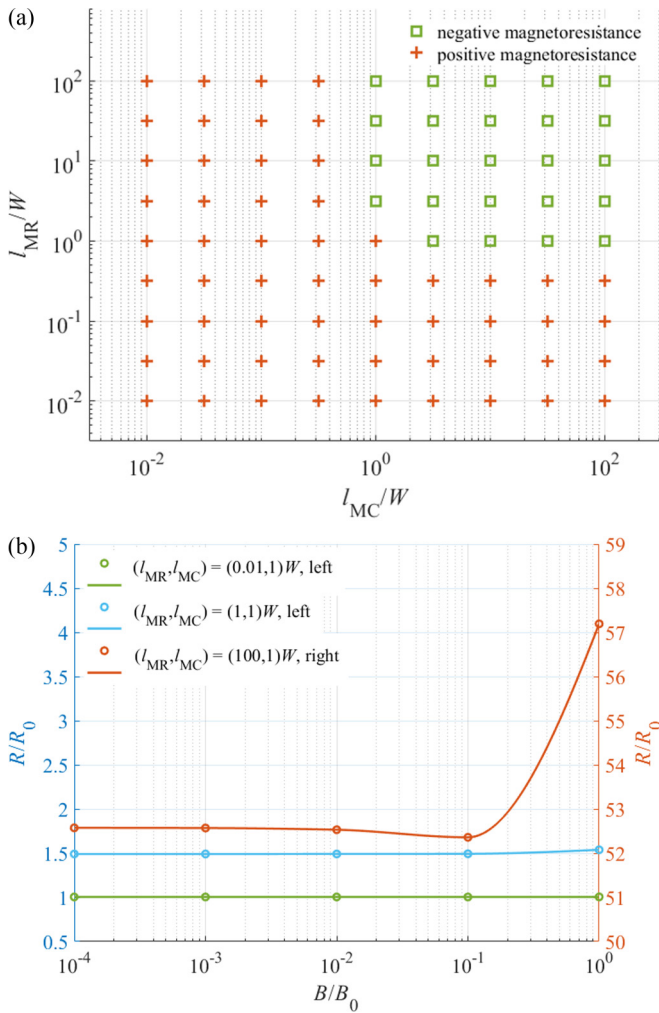 (a)
negative magnetoresistance
positive magnetoresistance
10^2
10^1
10^0
10^-1
10^-2
l_MR/W
10^-2
10^0
10^2
l_MC/W
(b)
5
4.5
4
3.5
3
2.5
2
1.5
1
0.5
R/R_0
(l_MR,l_MC) = (0.01,1)W, left
(l_MR,l_MC) = (1,1)W, left
(l_MR,l_MC) = (100,1)W, right
59
58
57
56
55
54
53
52
51
50
R/R_0
10^-4
10^-3
10^-2
10^-1
10^0
B/B_0